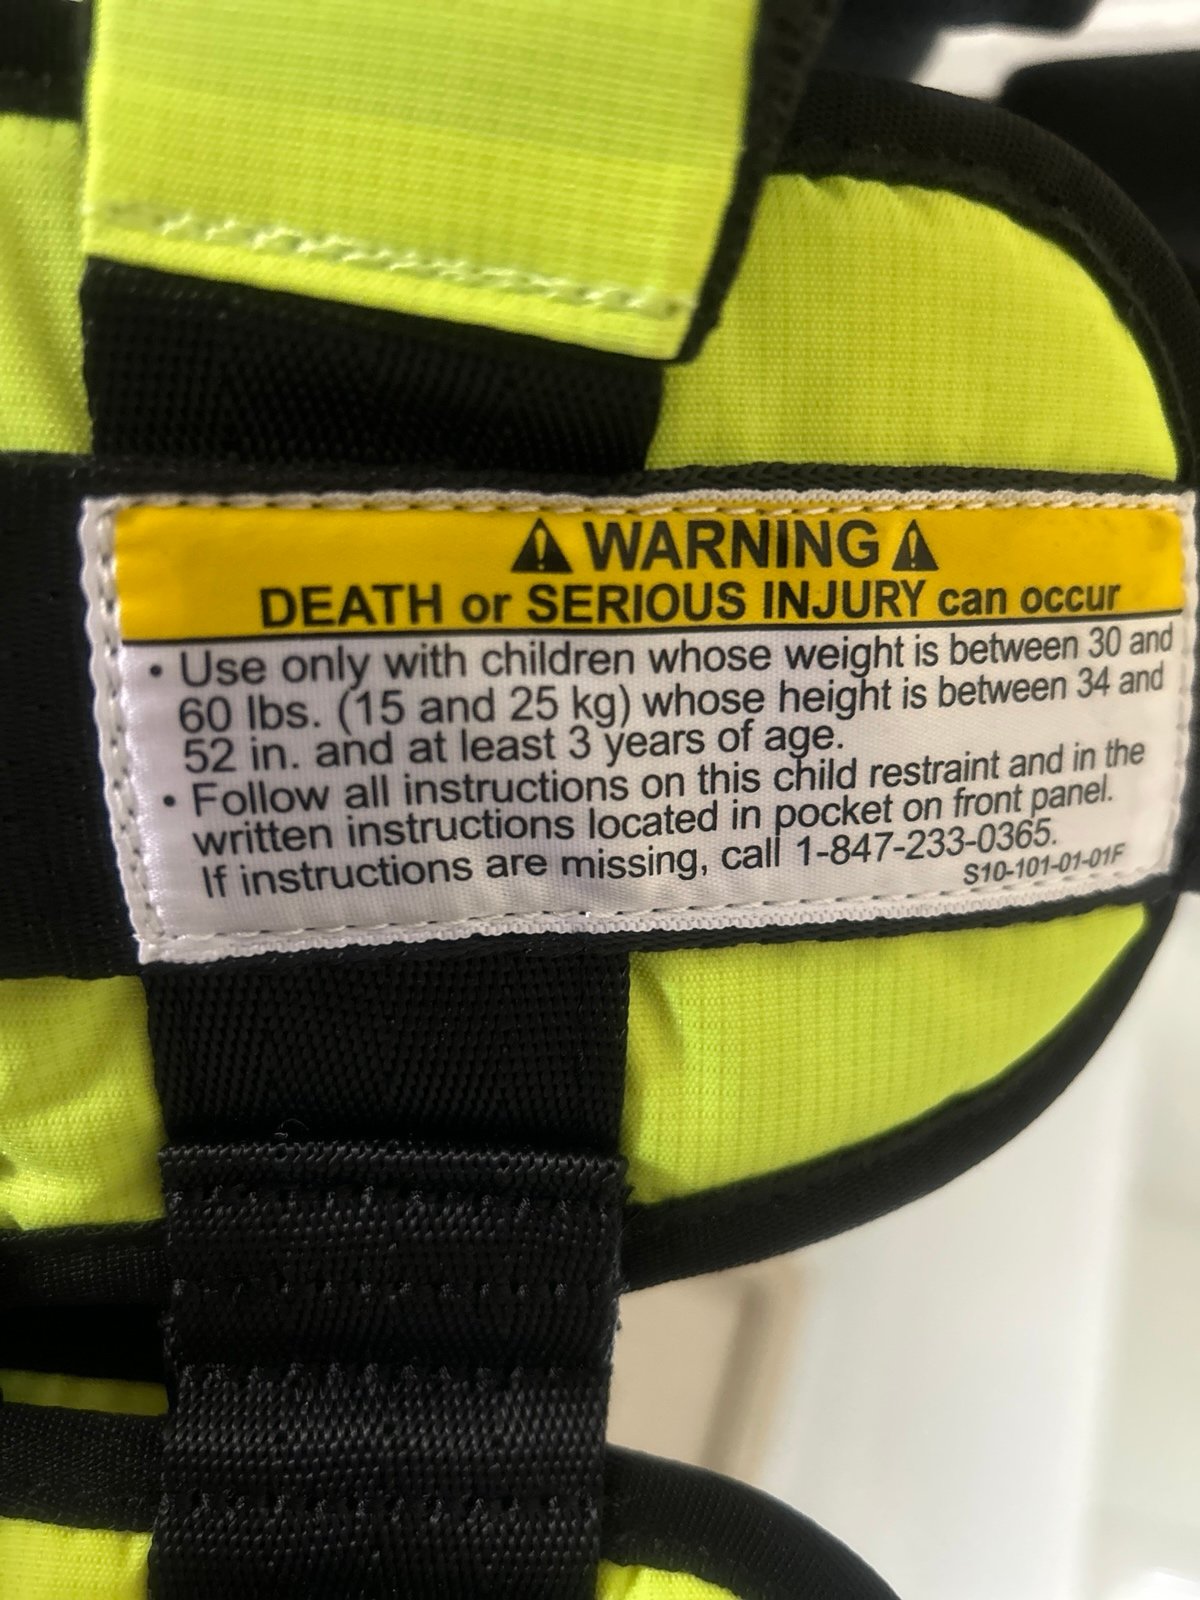 ⚠ WARNING ⚠
DEATH or SERIOUS INJURY can occur
• Use only with children whose weight is between 30 and
60 lbs. (15 and 25 kg) whose height is between 34 and
52 in. and at least 3 years of age.
• Follow all instructions on this child restraint and in the
written instructions located in pocket on front panel.
If instructions are missing, call 1-847-233-0365.
S10-101-01-01F